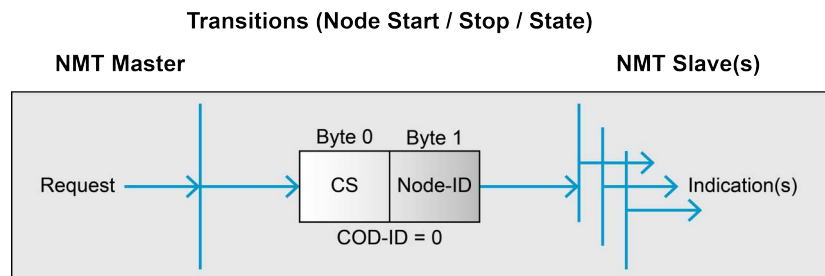 Transitions (Node Start / Stop / State)
NMT Master
NMT Slave(s)
Byte 0
Byte 1
Request
CS
Node-ID
Indication(s)
COD-ID = 0